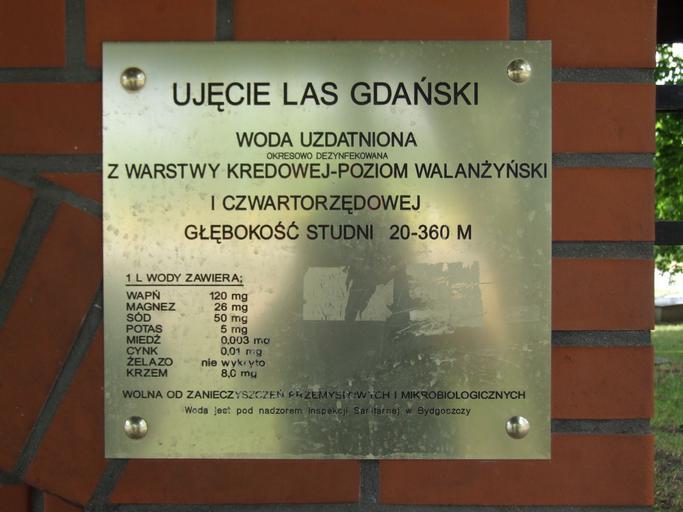 UJĘCIE LAS GDAŃSKI
WODA UZDATNIONA
OKRESOWO DEZYNFEKOWANA
Z WARSTWY KREDOWEJ-POZIOM WALANŻYŃSKI
I CZWARTORZĘDOWEJ
GŁĘBOKOŚĆ STUDNI 20-360 M
1 L WODY ZAWIERA;
WAPŃ 120 mg
MAGNEZ 26 mg
SÓD 50 mg
POTAS 5 mg
MIEDŹ 0,003 mg
CYNK 0,01 mg
ŻELAZO nie wykryto
KRZEM 8,0 mg
WOLNA OD ZANIECZYSZCZEŃ PRZEMYSŁOWYCH I MIKROBIOLOGICZNYCH
Woda jest pod nadzorem Inspekcji Sanitarnej w Bydgoszczy